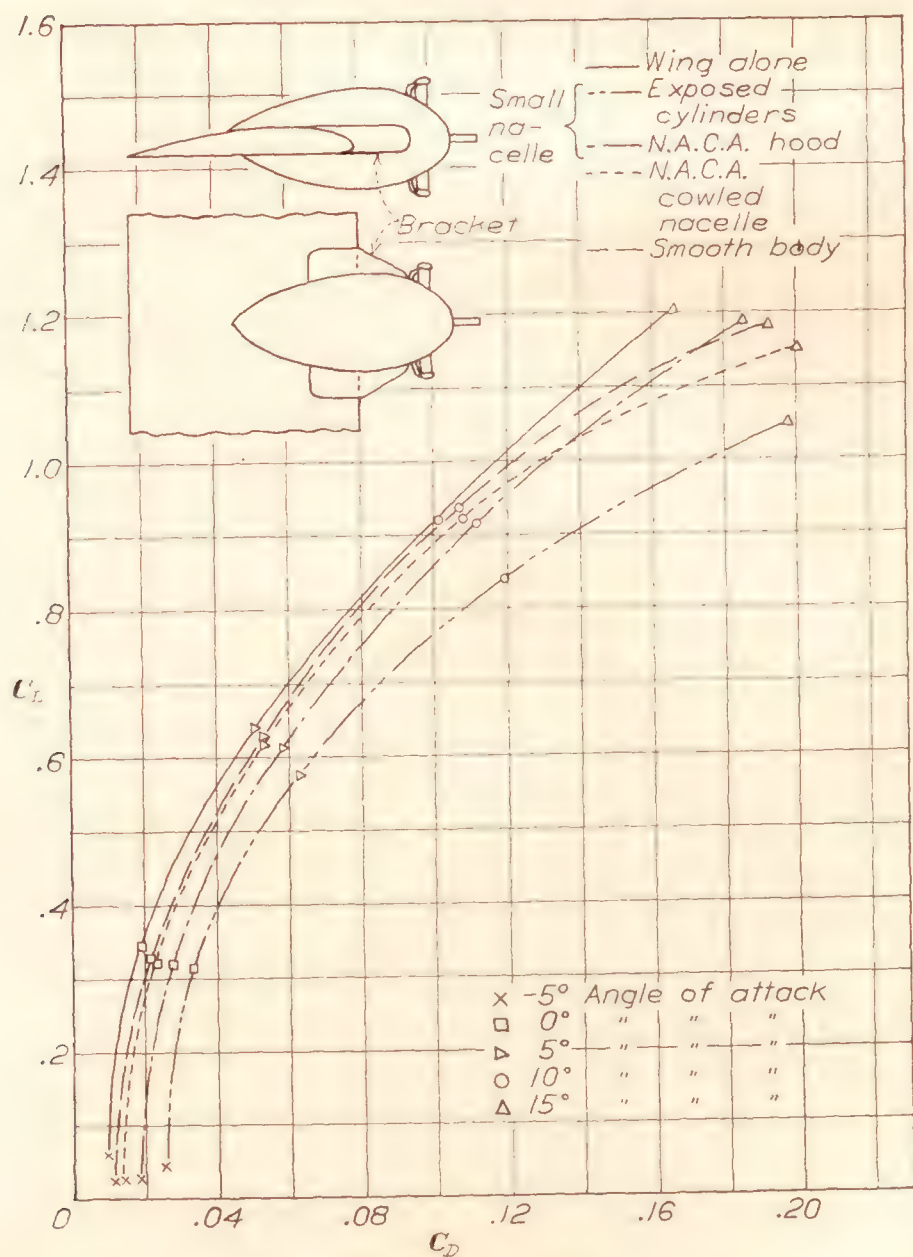 1.6
1.4
1.2
1.0
.8
C_L
.6
.4
.2
0
.04
.08
.12
.16
.20
C_D
Small
na-
celle
Wing alone
Exposed
cylinders
N.A.C.A. hood
N.A.C.A.
cowled
nacelle
Smooth body
Bracket
× -5° Angle of attack
□ 0° " " "
▷ 5° " " "
○ 10° " " "
△ 15° " " "